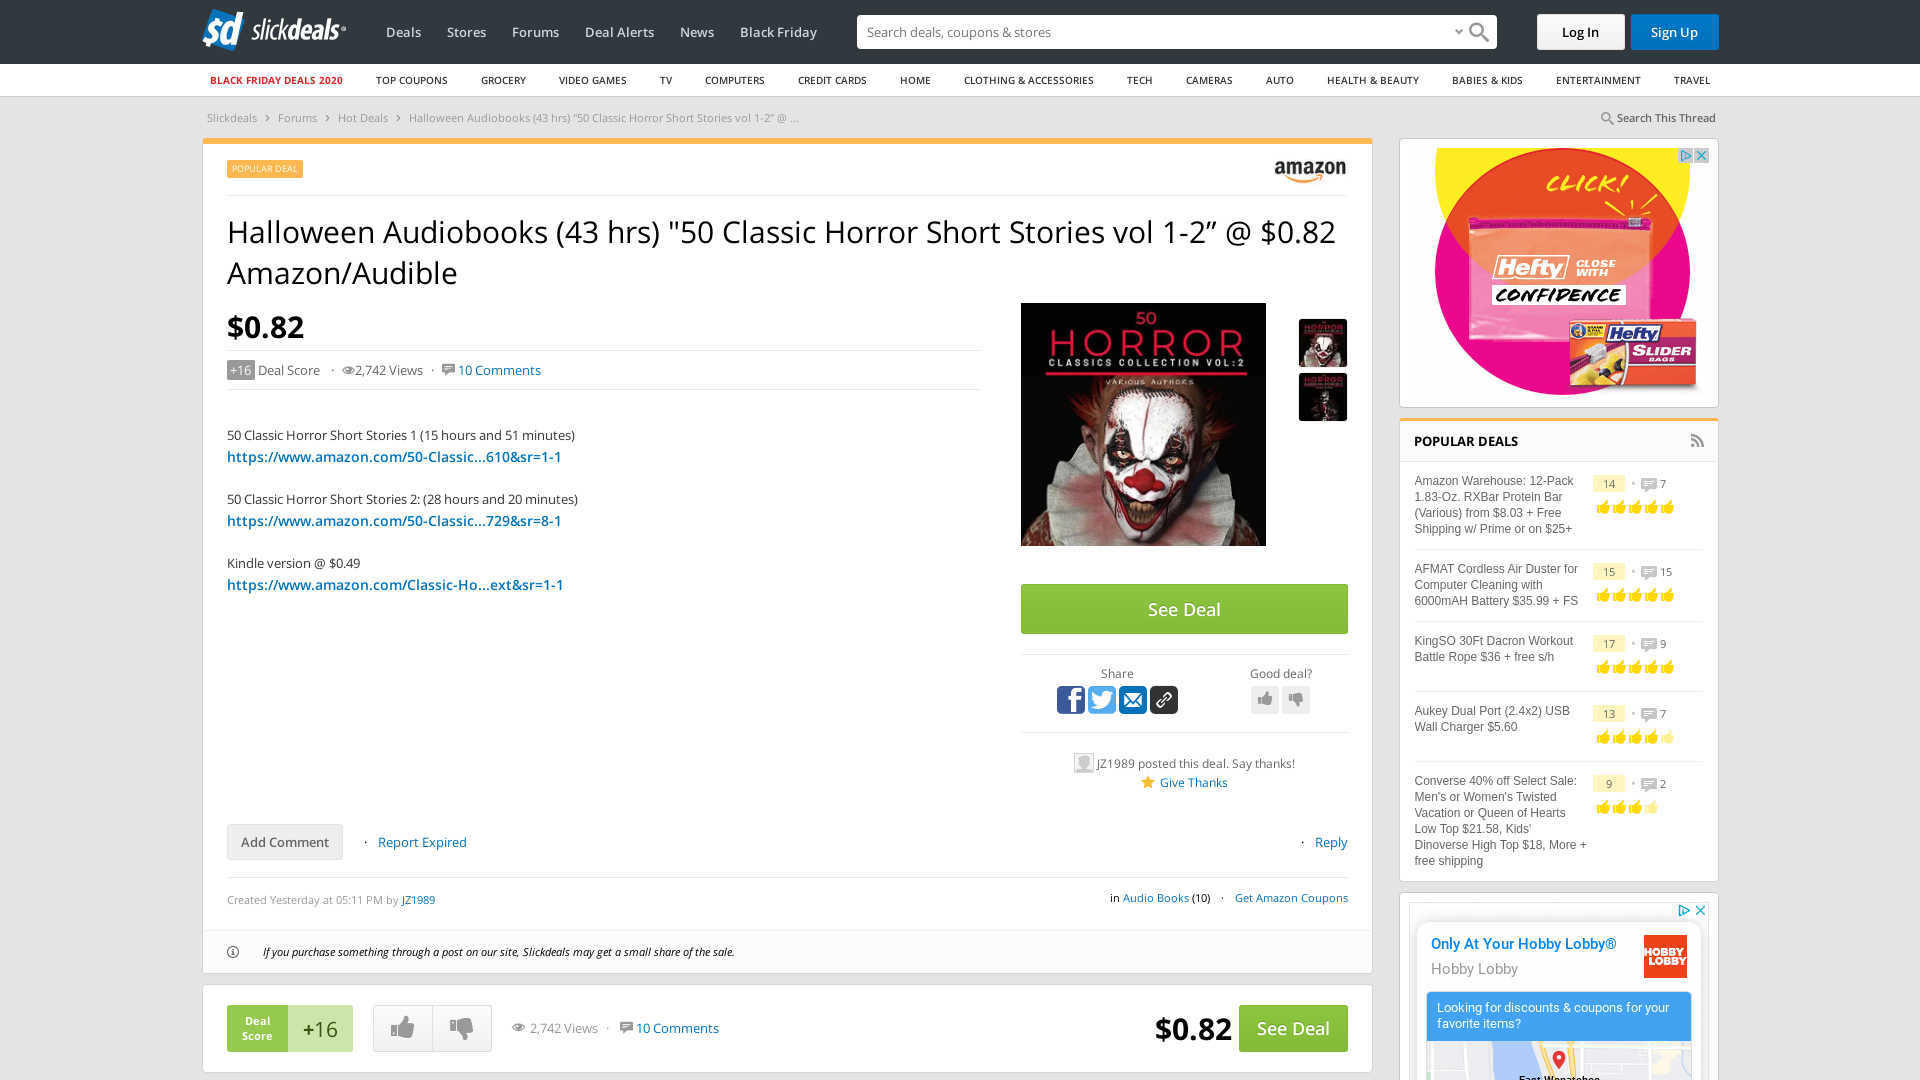 sd slickdeals
Deals Stores Forums Deal Alerts News Black Friday Search deals, coupons & stores Log In Sign Up
BLACK FRIDAY DEALS 2020 TOP COUPONS GROCERY VIDEO GAMES TV COMPUTERS CREDIT CARDS HOME CLOTHING & ACCESSORIES TECH CAMERAS AUTO HEALTH & BEAUTY BABIES & KIDS ENTERTAINMENT TRAVEL
Slickdeals › Forums › Hot Deals › Halloween Audiobooks (43 hrs) "50 Classic Horror Short Stories vol 1-2” @ ... Search This Thread
POPULAR DEAL
amazon
Halloween Audiobooks (43 hrs) "50 Classic Horror Short Stories vol 1-2” @ $0.82
Amazon/Audible
$0.82
+16 Deal Score · 2,742 Views · 10 Comments
50 Classic Horror Short Stories 1 (15 hours and 51 minutes)
https://www.amazon.com/50-Classic...610&sr=1-1
50 Classic Horror Short Stories 2: (28 hours and 20 minutes)
https://www.amazon.com/50-Classic...729&sr=8-1
Kindle version @ $0.49
https://www.amazon.com/Classic-Ho...ext&sr=1-1
50
HORROR
CLASSICS COLLECTION VOL:2
VARIOUS AUTHORS
HORROR
HORROR
See Deal
Share
Good deal?
JZ1989 posted this deal. Say thanks!
Give Thanks
Add Comment · Report Expired · Reply
Created Yesterday at 05:11 PM by JZ1989
in Audio Books (10) · Get Amazon Coupons
If you purchase something through a post on our site, Slickdeals may get a small share of the sale.
Deal
Score
+16
2,742 Views · 10 Comments
$0.82 See Deal
CLICK!
Hefty CLOSE
WITH
CONFIDENCE
Hefty
SLIDER
BAGS
POPULAR DEALS
Amazon Warehouse: 12-Pack
1.83-Oz. RXBar Protein Bar
(Various) from $8.03 + Free
Shipping w/ Prime or on $25+
14 • 7
AFMAT Cordless Air Duster for
Computer Cleaning with
6000mAH Battery $35.99 + FS
15 • 15
KingSO 30Ft Dacron Workout
Battle Rope $36 + free s/h
17 • 9
Aukey Dual Port (2.4x2) USB
Wall Charger $5.60
13 • 7
Converse 40% off Select Sale:
Men's or Women's Twisted
Vacation or Queen of Hearts
Low Top $21.58, Kids'
Dinoverse High Top $18, More +
free shipping
9 • 2
Only At Your Hobby Lobby®
Hobby Lobby
HOBBY
LOBBY
Looking for discounts & coupons for your
favorite items?
East Wenatchee